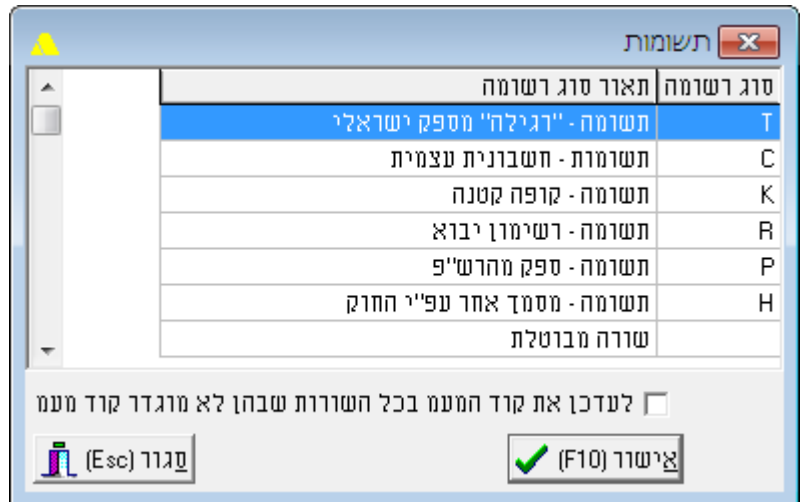 תשומות
סוג רשומה תאור סוג רשומה
T תשומה - "רגילה" מספק ישראלי
C תשומות - חשבונית עצמית
K תשומה - קופה קטנה
R תשומה - רשימון יבוא
P תשומה - ספק מהרש"פ
H תשומה - מסמך אחר עפ"י החוק
שורה מבוטלת
לעדכן את קוד המעמ בכל השורות שבהן לא מוגדר קוד מעמ
אישור (F10) סגור (Esc)